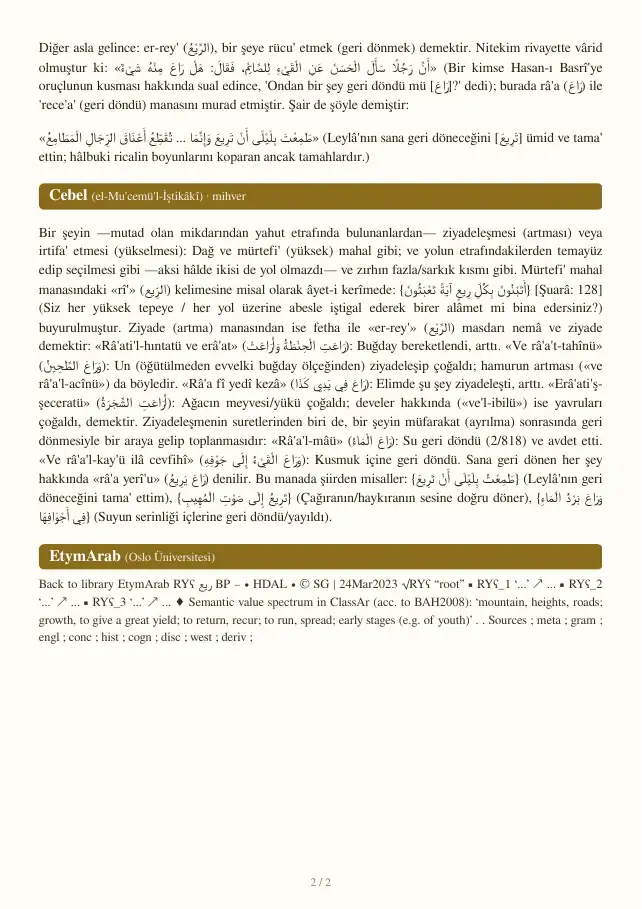 Diğer asla gelince: er-rey' (الرَّيْعُ), bir şeye rücu' etmek (geri dönmek) demektir. Nitekim rivayette vârid
olmuştur ki: «أَنَّ رَجُلًا سَأَلَ الْحَسَنَ عَنِ الْقَيْءِ لِلصَّائِمِ، فَقَالَ: هَلْ رَاعَ مِنْهُ شَيْءٌ» (Bir kimse Hasan-ı Basrî'ye
oruçlunun kusması hakkında sual edince, 'Ondan bir şey geri döndü mü [رَاعَ]?' dedi); burada râ'a (رَاعَ) ile
'rece'a' (geri döndü) manasını murad etmiştir. Şair de şöyle demiştir:
«طَمِعْتَ بِلَيْلَى أَنْ تَرِيعَ وَإِنَّمَا ... تُقَطِّعُ أَعْنَاقَ الرِّجَالِ الْمَطَامِعُ» (Leylâ'nın sana geri döneceğini [تَرِيعَ] ümid ve tama'
ettin; hâlbuki ricalin boyunlarını koparan ancak tamahlardır.)
Cebel (el-Mu'cemü'l-İştikâkî) · mihver
Bir şeyin —mutad olan mikdarından yahut etrafında bulunanlardan— ziyadeleşmesi (artması) veya
irtifa' etmesi (yükselmesi): Dağ ve mürtefi' (yüksek) mahal gibi; ve yolun etrafındakilerden temayüz
edip seçilmesi gibi —aksi hâlde ikisi de yol olmazdı— ve zırhın fazla/sarkık kısmı gibi. Mürtefi' mahal
manasındaki «rî'» (الرِّيع) kelimesine misal olarak âyet-i kerîmede: {أَتَبْنُونَ بِكُلِّ رِيعٍ آيَةً تَعْبَثُونَ} [Şuarâ: 128]
(Siz her yüksek tepeye / her yol üzerine abesle iştigal ederek birer alâmet mi bina edersiniz?)
buyurulmuştur. Ziyade (artma) manasından ise fetha ile «er-rey'» (الرَّيْعُ) masdarı nemâ ve ziyade
demektir: «Râ'ati'l-hıntatü ve erâ'at» (رَاعَتِ الْحِنْطَةُ وَأَرَاعَتْ): Buğday bereketlendi, arttı. «Ve râ'a't-tahînü»
(وَرَاعَ الطَّحِينُ): Un (öğütülmeden evvelki buğday ölçeğinden) ziyadeleşip çoğaldı; hamurun artması («ve
râ'a'l-acînü») da böyledir. «Râ'a fî yedî kezâ» (رَاعَ فِي يَدِي كَذَا): Elimde şu şey ziyadeleşti, arttı. «Erâ'ati'ş-
şeceratü» (أَرَاعَتِ الشَّجَرَةُ): Ağacın meyvesi/yükü çoğaldı; develer hakkında («ve'l-ibilü») ise yavruları
çoğaldı, demektir. Ziyadeleşmenin suretlerinden biri de, bir şeyin müfarakat (ayrılma) sonrasında geri
dönmesiyle bir araya gelip toplanmasıdır: «Râ'a'l-mâü» (رَاعَ الْمَاءُ): Su geri döndü (2/818) ve avdet etti.
«Ve râ'a'l-kay'ü ilâ cevfihî» (وَرَاعَ الْقَيْءُ إِلَى جَوْفِهِ): Kusmuk içine geri döndü. Sana geri dönen her şey
hakkında «râ'a yerî'u» (رَاعَ يَرِيعُ) denilir. Bu manada şiirden misaller: {طَمِعْتُ بِلَيْلَى أَنْ تَرِيعَ} (Leylâ'nın geri
döneceğini tama' ettim), {تَرِيعُ إِلَى صَوْتِ الْمُهِيبِ} (Çağıranın/haykıranın sesine doğru döner), {وَرَاعَ بَرْدُ الْمَاءِ
فِي أَجْوَافِهَا} (Suyun serinliği içlerine geri döndü/yayıldı).
EtymArab (Oslo Üniversitesi)
Back to library EtymArab RYʕ ريع BP – • HDAL • © SG | 24Mar2023 √RYʕ “root” ▪ RYʕ_1 ‘...’ ↗ ... ▪ RYʕ_2
‘...’ ↗ ... ▪ RYʕ_3 ‘...’ ↗ ... ♦ Semantic value spectrum in ClassAr (acc. to BAH2008): ‘mountain, heights, roads;
growth, to give a great yield; to return, recur; to run, spread; early stages (e.g. of youth)’ . . Sources ; meta ; gram ;
engl ; conc ; hist ; cogn ; disc ; west ; deriv ;
2 / 2